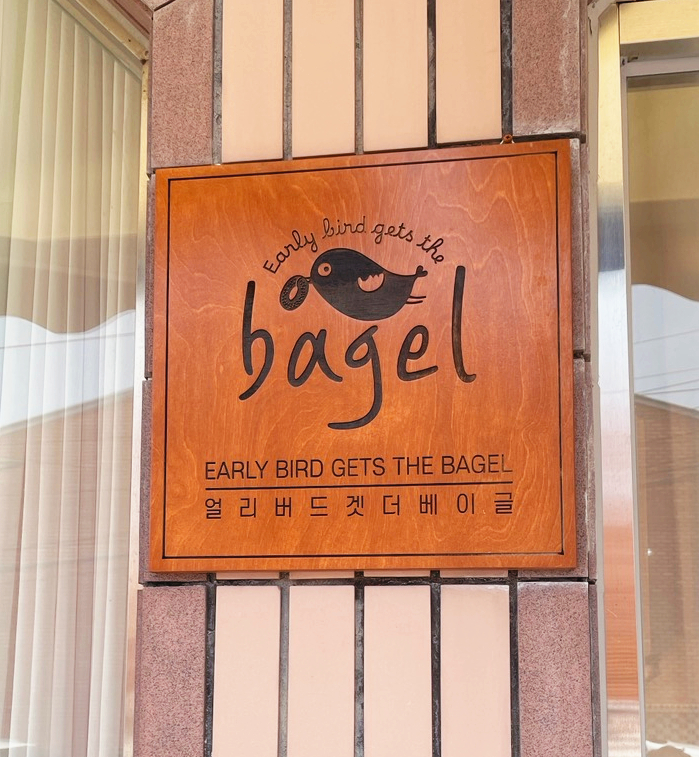 Early bird gets the
bagel
EARLY BIRD GETS THE BAGEL
얼리버드겟더베이글